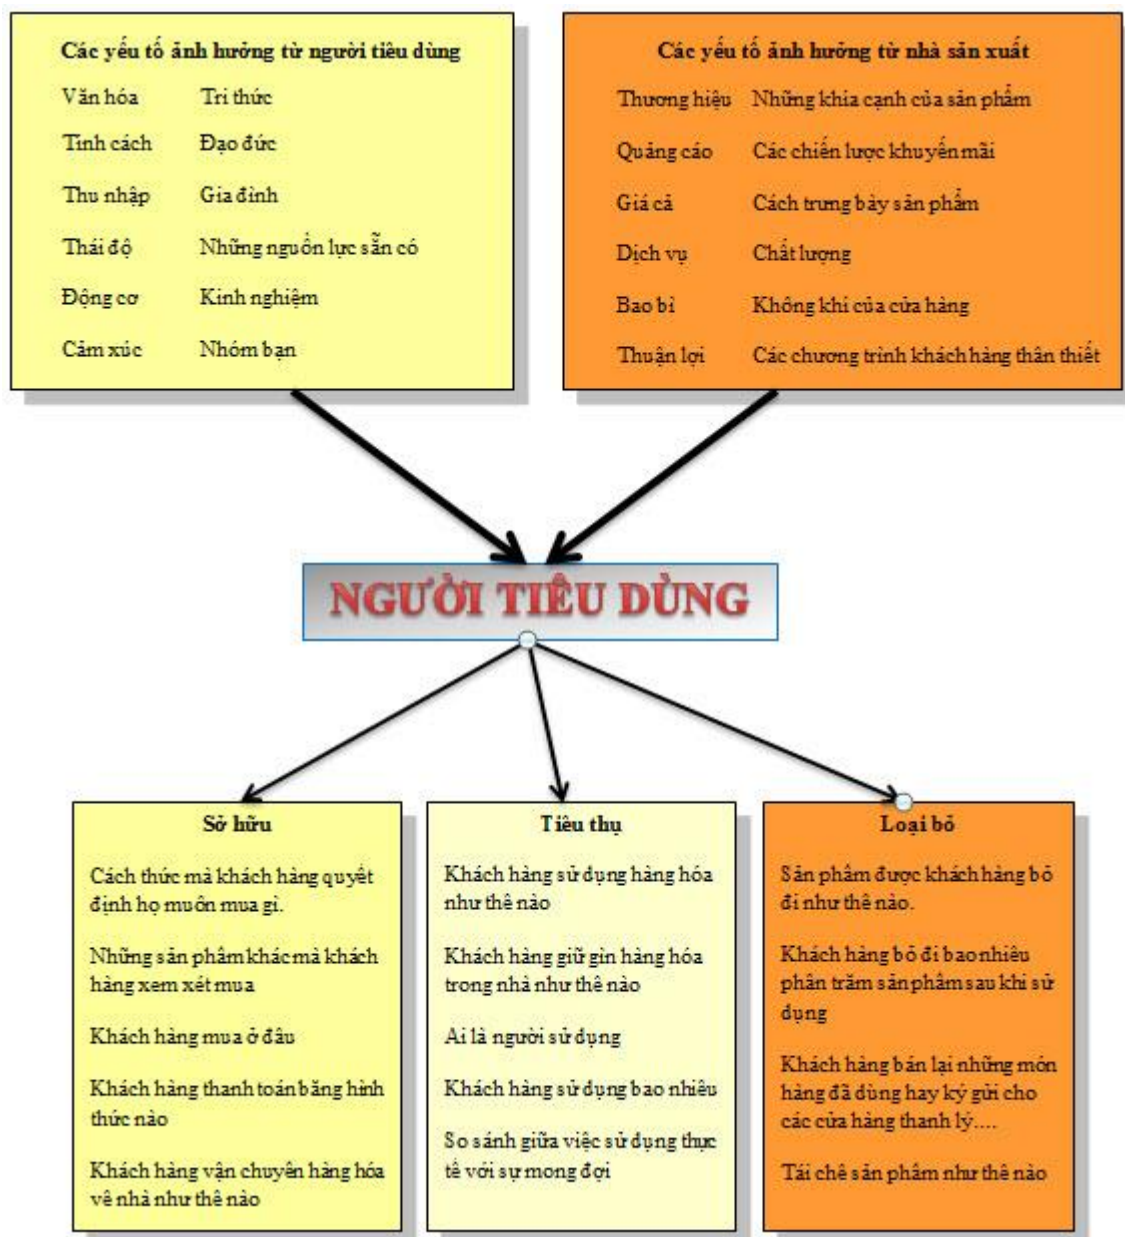 Các yếu tố ảnh hưởng từ người tiêu dùng
Văn hóa Tri thức
Tính cách Đạo đức
Thu nhập Gia đình
Thái độ Những nguồn lực sẵn có
Động cơ Kinh nghiệm
Cảm xúc Nhóm bạn
Các yếu tố ảnh hưởng từ nhà sản xuất
Thương hiệu Những khía cạnh của sản phẩm
Quảng cáo Các chiến lược khuyến mãi
Giá cả Cách trưng bày sản phẩm
Dịch vụ Chất lượng
Bao bì Không khí của cửa hàng
Thuận lợi Các chương trình khách hàng thân thiết
NGƯỜI TIÊU DÙNG
Sở hữu
Cách thức mà khách hàng quyết
định họ muốn mua gì.
Những sản phẩm khác mà khách
hàng xem xét mua
Khách hàng mua ở đâu
Khách hàng thanh toán bằng hình
thức nào
Khách hàng vận chuyển hàng hóa
về nhà như thế nào
Tiêu thụ
Khách hàng sử dụng hàng hóa
như thế nào
Khách hàng giữ gìn hàng hóa
trong nhà như thế nào
Ai là người sử dụng
Khách hàng sử dụng bao nhiêu
So sánh giữa việc sử dụng thực
tế với sự mong đợi
Loại bỏ
Sản phẩm được khách hàng bỏ
đi như thế nào.
Khách hàng bỏ đi bao nhiêu
phần trăm sản phẩm sau khi sử
dụng
Khách hàng bán lại những món
hàng đã dùng hay ký gửi cho
các cửa hàng thanh lý....
Tái chế sản phẩm như thế nào